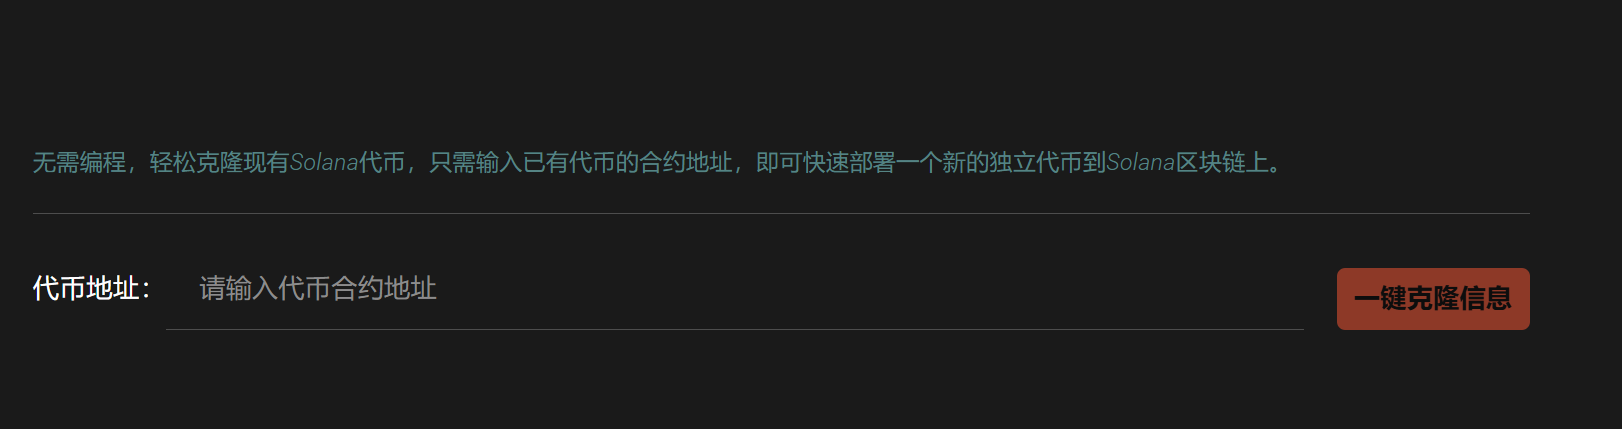 无需编程，轻松克隆现有Solana代币，只需输入已有代币的合约地址，即可快速部署一个新的独立代币到Solana区块链上。
代币地址： 请输入代币合约地址 一键克隆信息